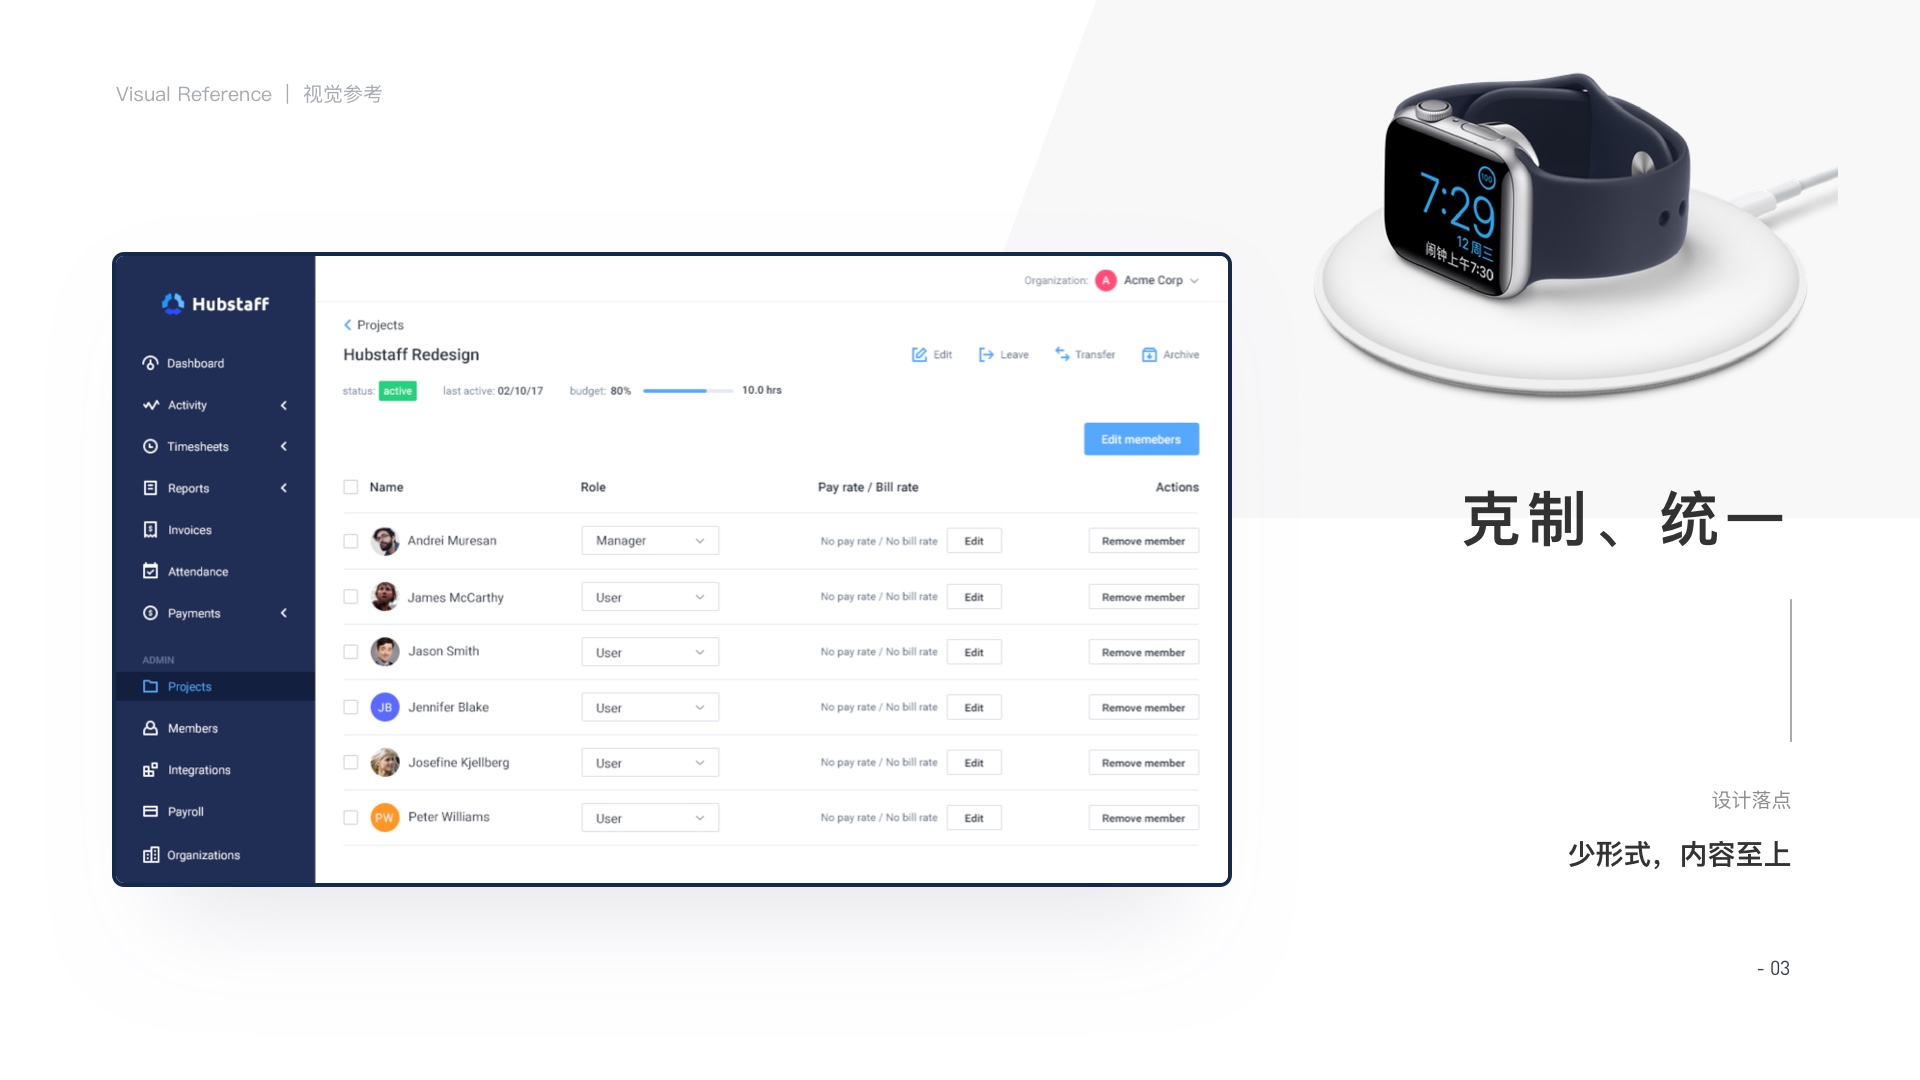 Visual Reference | 视觉参考
100
7:29
12 周三
闹钟上午7:30
Hubstaff
Dashboard
Activity
Timesheets
Reports
Invoices
Attendance
Payments
ADMIN
Projects
Members
Integrations
Payroll
Organizations
Organization: A Acme Corp
Projects
Hubstaff Redesign
Edit Leave Transfer Archive
status: active last active: 02/10/17 budget: 80% 10.0 hrs
Edit memebers
Name Role Pay rate / Bill rate Actions
Andrei Muresan Manager No pay rate / No bill rate Edit Remove member
James McCarthy User No pay rate / No bill rate Edit Remove member
Jason Smith User No pay rate / No bill rate Edit Remove member
JB Jennifer Blake User No pay rate / No bill rate Edit Remove member
Josefine Kjellberg User No pay rate / No bill rate Edit Remove member
PW Peter Williams User No pay rate / No bill rate Edit Remove member
克制、统一
设计落点
少形式，内容至上
- 03